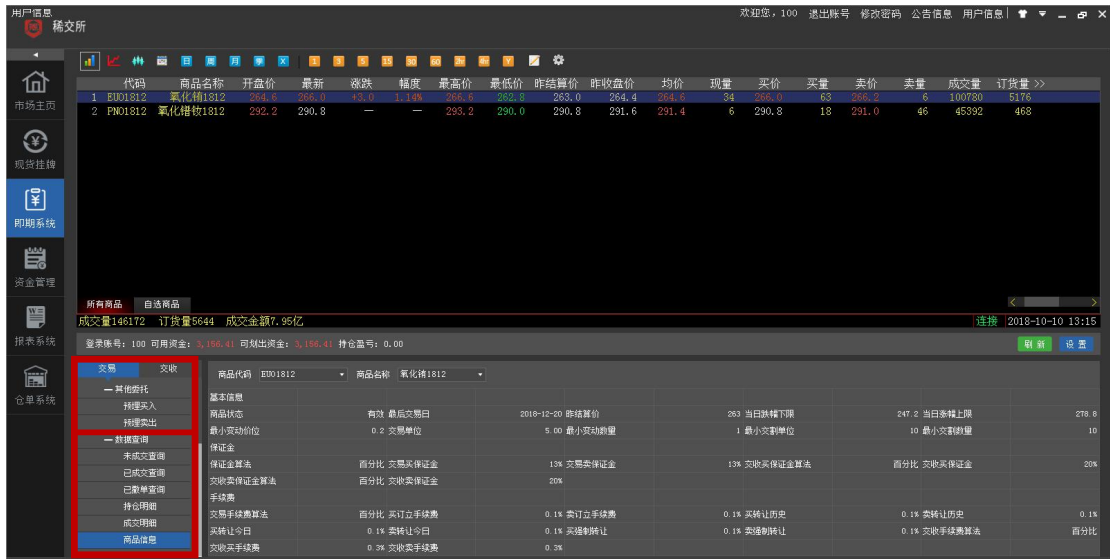 用户信息
稀交所
欢迎您，100 退出账号 修改密码 公告信息 用户信息
1 3 5 15 30 60 2H 4H Y
日 周 月 季 X
代码 商品名称 开盘价 最新 涨跌 幅度 最高价 最低价 昨结算价 昨收盘价 均价 现量 买价 买量 卖价 卖量 成交量 订货量 >>
1 EU01812 氧化铕1812 264.6 266.0 +3.0 1.14% 266.6 262.8 263.0 264.4 264.6 34 266.0 63 266.2 6 100780 5176
2 PN01812 氧化镨钕1812 292.2 290.8 — — 293.2 290.0 290.8 291.6 291.4 6 290.8 18 291.0 46 45392 468
市场主页
现货挂牌
即期系统
资金管理
报表系统
仓单系统
所有商品 自选商品
成交量146172 订货量5644 成交金额7.95亿 连接 2018-10-10 13:15
登录账号: 100 可用资金: 3,156.41 可划出资金: 3,156.41 持仓盈亏: 0.00 刷新 设置
交易 交收
— 其他委托
预埋买入
预埋卖出
— 数据查询
未成交查询
已成交查询
已撤单查询
持仓明细
成交明细
商品信息
商品代码 EU01812 商品名称 氧化铕1812
基本信息
商品状态 有效 最后交易日 2018-12-20 昨结算价 263 当日跌幅下限 247.2 当日涨幅上限 278.8
最小变动价位 0.2 交易单位 5.00 最小变动数量 1 最小交割单位 10 最小交割数量 10
保证金
保证金算法 百分比 交易买保证金 13% 交易卖保证金 13% 交收买保证金算法 百分比 交收买保证金 20%
交收卖保证金算法 百分比 交收卖保证金 20%
手续费
交易手续费算法 百分比 买订立手续费 0.1% 卖订立手续费 0.1% 买转让历史 0.1% 卖转让历史 0.1%
买转让今日 0.1% 卖转让今日 0.1% 买强制转让 0.1% 卖强制转让 0.1% 交收手续费算法 百分比
交收买手续费 0.3% 交收卖手续费 0.3%